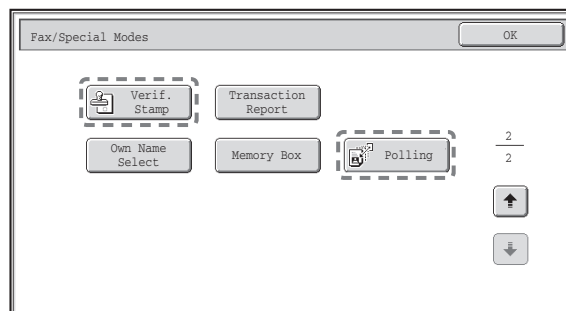 Fax/Special Modes
OK
Verif.
Stamp
Transaction
Report
Own Name
Select
Memory Box
Polling
2
2